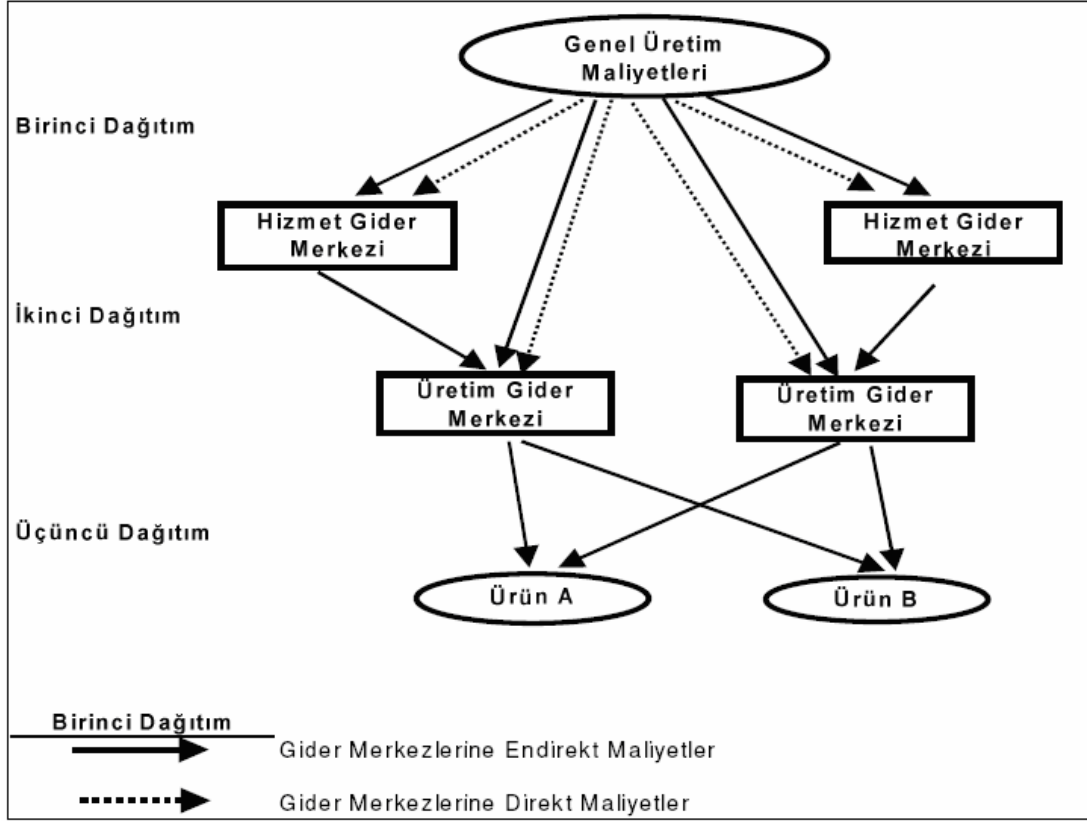 Genel Üretim
Maliyetleri
Birinci Dağıtım
Hizmet Gider
Merkezi
Hizmet Gider
Merkezi
İkinci Dağıtım
Üretim Gider
Merkezi
Üretim Gider
Merkezi
Üçüncü Dağıtım
Ürün A
Ürün B
Birinci Dağıtım
Gider Merkezlerine Endirekt Maliyetler
Gider Merkezlerine Direkt Maliyetler